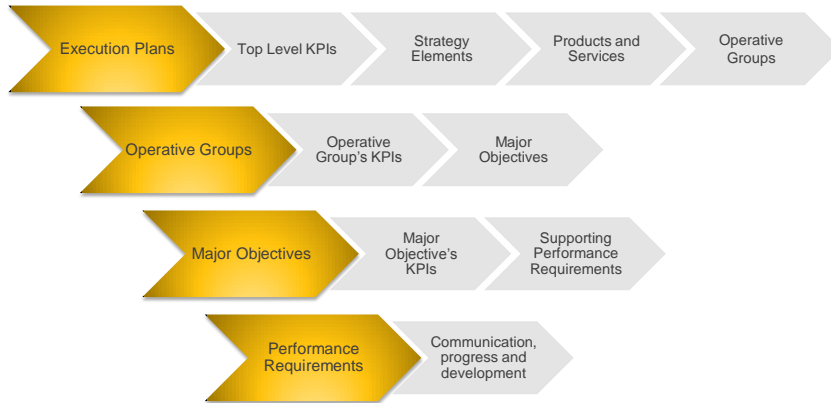 Execution Plans
Top Level KPIs
Strategy
Elements
Products and
Services
Operative
Groups
Operative Groups
Operative
Group's KPIs
Major
Objectives
Major Objectives
Major
Objective's
KPIs
Supporting
Performance
Requirements
Performance
Requirements
Communication,
progress and
development